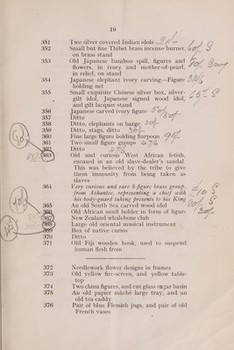 19
351 Two silver covered Indian idols
352 Small but fine Thibet brass incense burner, on brass stand
353 Old Japanese bamboo spill, figures and flowers, in ivory and mother-of-pearl, in relief, on stand
354 Japanese elephant ivory carving—Figure holding net
355 Small exquisite Chinese silver box, silver-gilt idol, Japanese signed wood idol, and gilt lacquer Stand
356 Japanese carved ivory figure
357 Ditto
358 Ditto, elephants on barge
359 Ditto, stags, ditto
360 Fine large figure holding harpoon
361 Two small figure groups
362 Ditto
363 Old and curious West African fetish, encased in an old slave-dealer's sandal. This was believed by the tribe to give them immunity from being taken as slaves
364 Very curious and rare 8-figure brass group, from Ashantee, representing a chief with his body-guard taking presents to his King
365 An old South Sea carved wood idol
366 Old African snuff holder in form of figure
367 New Zealand whalebone club
368 Large old oriental musical instrument
369 Box of native curios
370 Ditto
371 Old Fiji wooden hook, used to suspend human flesh from
372 Needlework flower designs in frames
373 Old yellow fire-screen, and yellow table-top
374 Two china figures, and cut glass sugar basin
375 An old papier mâché large tray, and an old tea caddy
376 Pair of blue Flemish jugs, and pair of old French vases